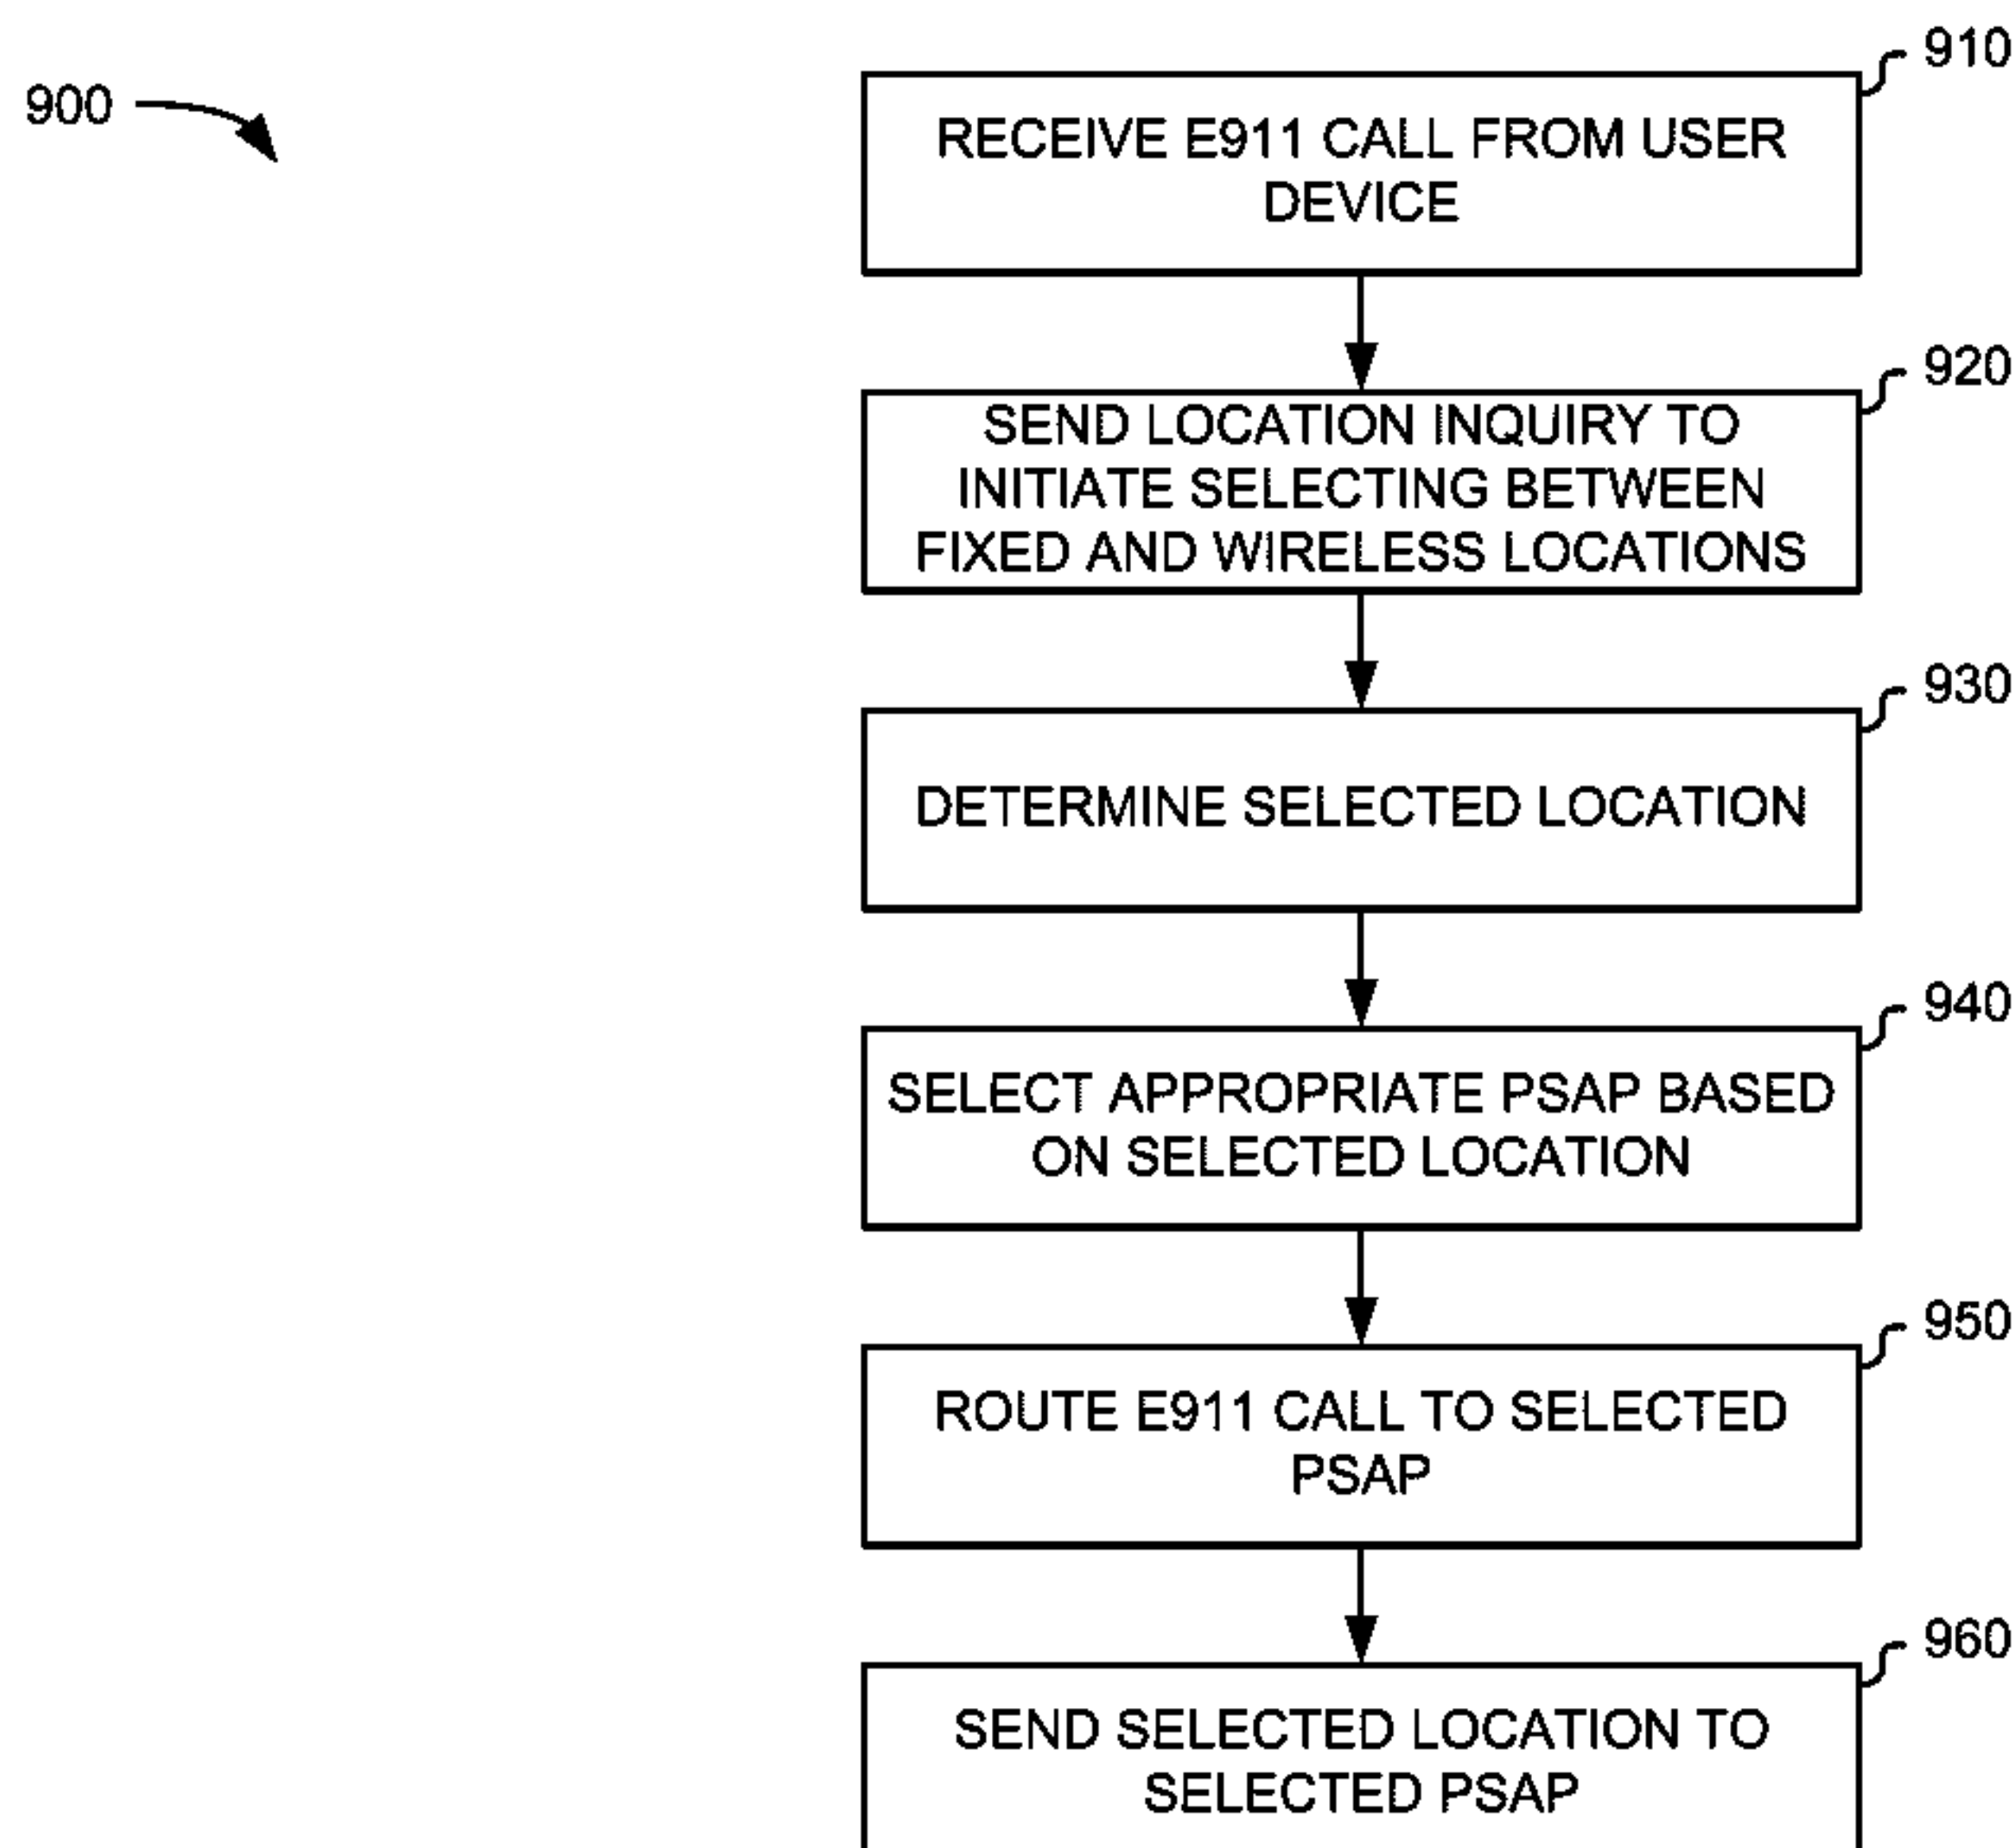 900
910
RECEIVE E911 CALL FROM USER
DEVICE
920
SEND LOCATION INQUIRY TO
INITIATE SELECTING BETWEEN
FIXED AND WIRELESS LOCATIONS
930
DETERMINE SELECTED LOCATION
940
SELECT APPROPRIATE PSAP BASED
ON SELECTED LOCATION
950
ROUTE E911 CALL TO SELECTED
PSAP
960
SEND SELECTED LOCATION TO
SELECTED PSAP